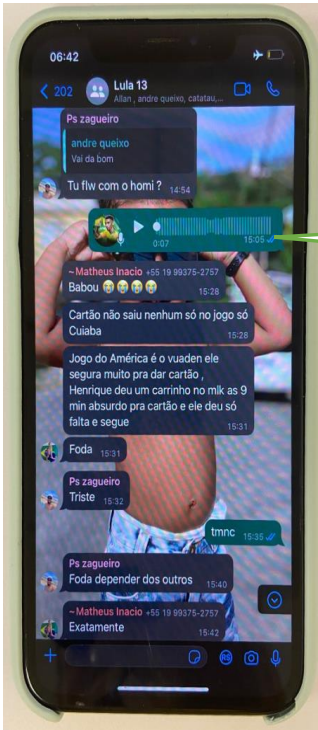 06:42
202
Lula 13
Allan , andre queixo, catatau,...
Ps zagueiro
andre queixo
Vai da bom
Tu flw com o homi ? 14:54
0:07 15:05
~Matheus Inacio +55 19 99375-2757
Babou 😭😭😭😭 15:28
Cartão não saiu nenhum só no jogo só
Cuiaba 15:28
Jogo do América é o vuaden ele
segura muito pra dar cartão ,
Henrique deu um carrinho no mlk as 9
min absurdo pra cartão e ele deu só
falta e segue 15:31
Foda 15:31
Ps zagueiro
Triste 15:32
tmnc 15:35
Ps zagueiro
Foda depender dos outros 15:40
~Matheus Inacio +55 19 99375-2757
Exatamente 15:42
R$